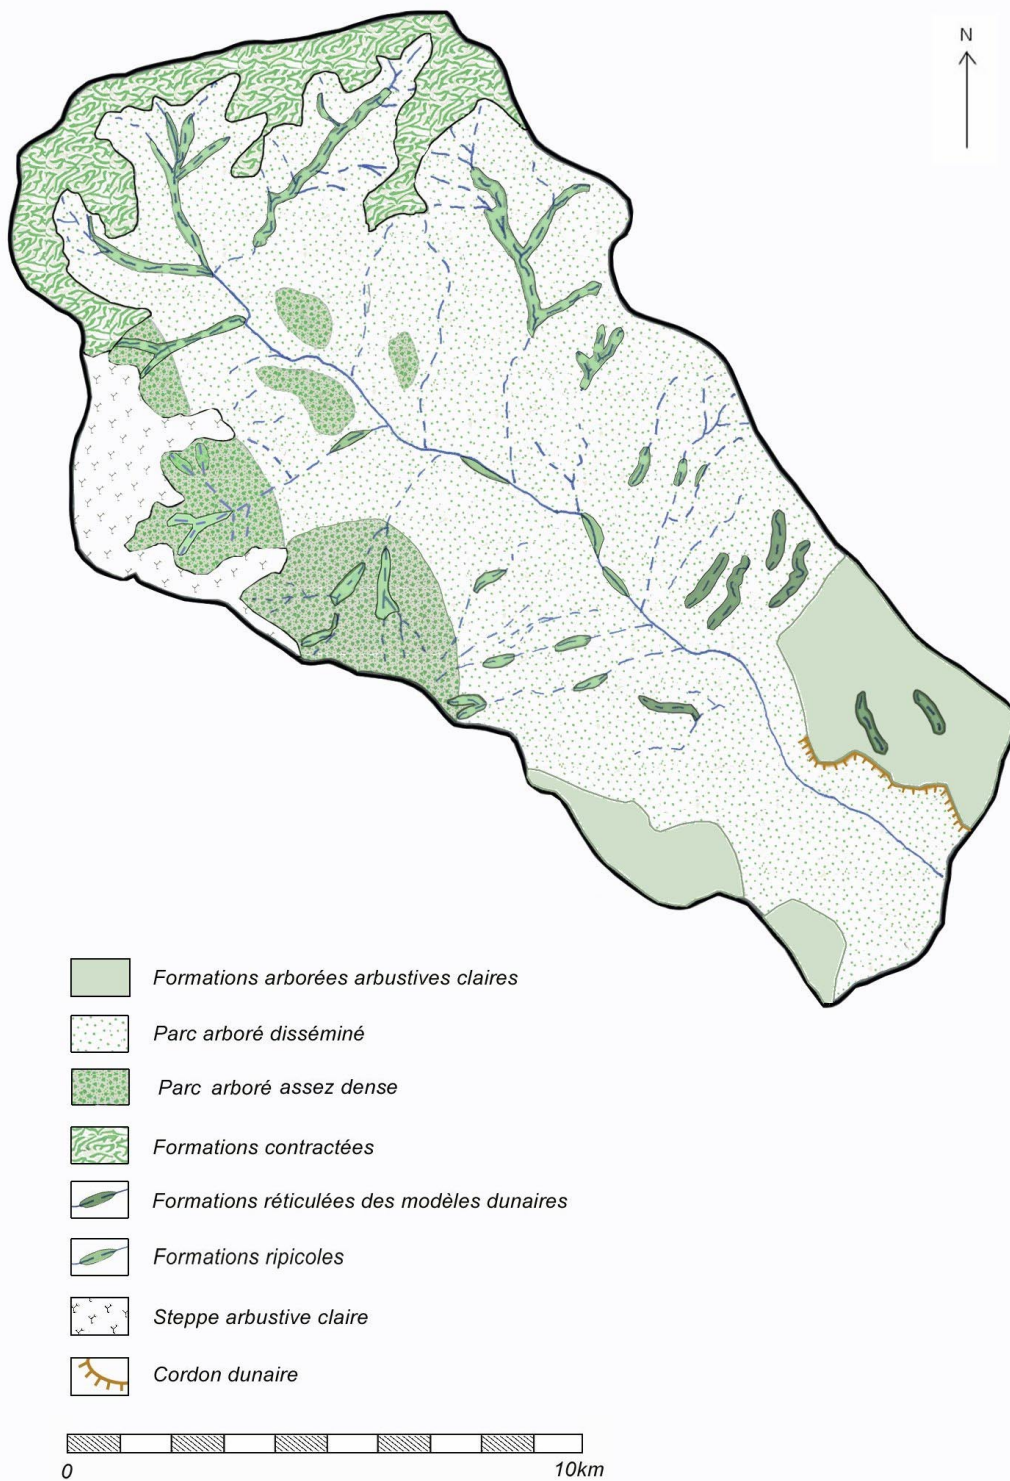 N
Formations arborées arbustives claires
Parc arboré disséminé
Parc arboré assez dense
Formations contractées
Formations réticulées des modèles dunaires
Formations ripicoles
Steppe arbustive claire
Cordon dunaire
0 10km